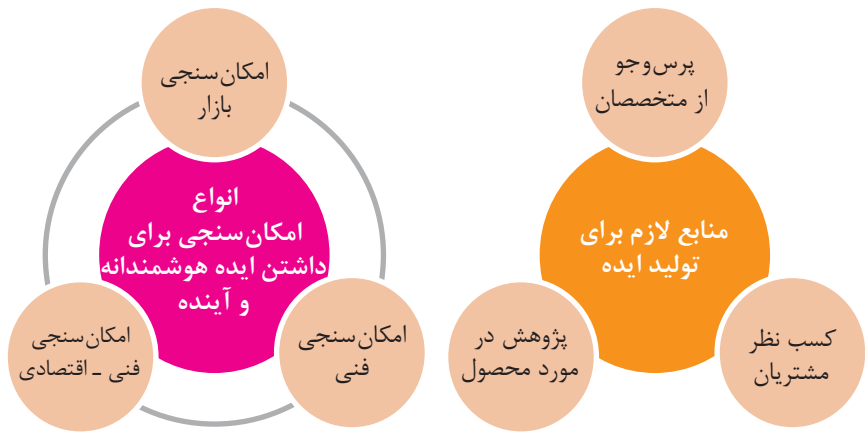 پرس‌وجو
از متخصصان
منابع لازم برای
تولید ایده
کسب نظر
مشتریان
پژوهش در
مورد محصول
امکان‌سنجی
بازار
انواع
امکان‌سنجی برای
داشتن ایده هوشمندانه
و آینده
امکان‌سنجی
فنی
امکان‌سنجی
فنی ـ اقتصادی